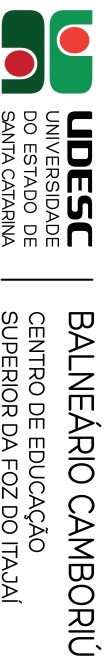 UDESC
UNIVERSIDADE
DO ESTADO DE
SANTA CATARINA
BALNEÁRIO CAMBORIÚ
CENTRO DE EDUCAÇÃO
SUPERIOR DA FOZ DO ITAJAÍ